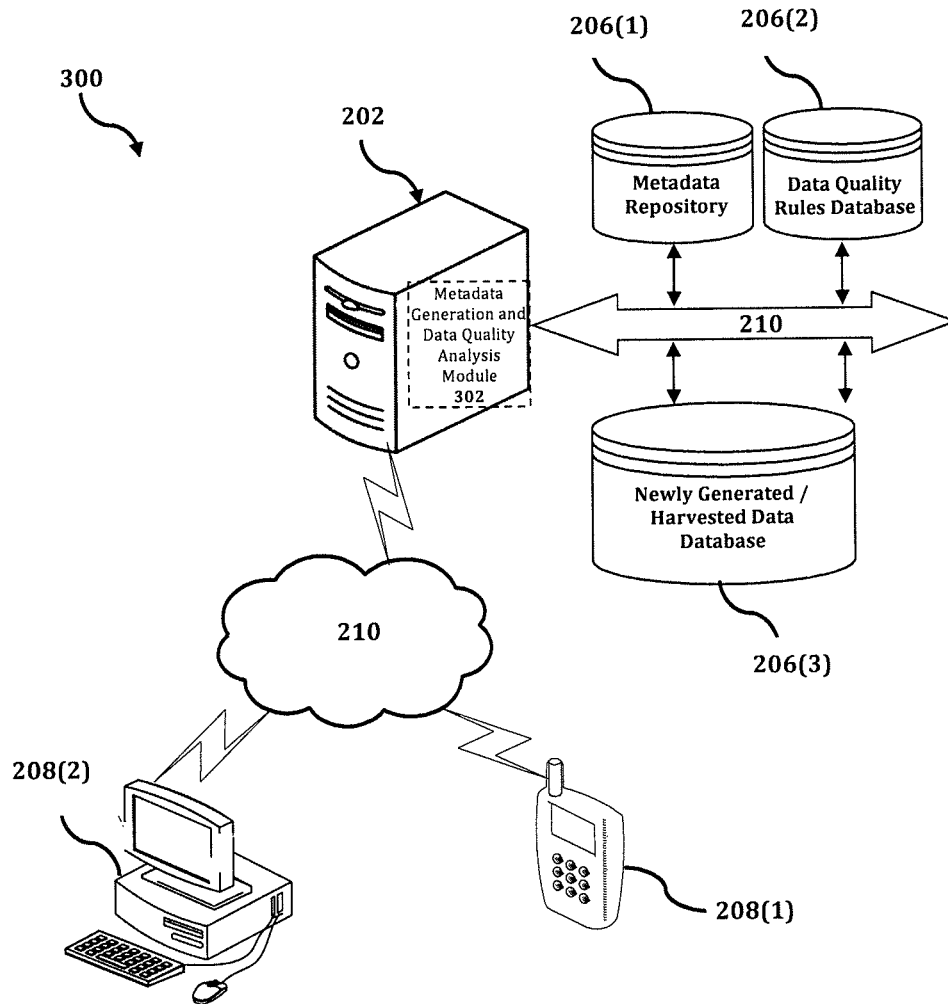 206(1)
206(2)
300
202
Metadata
Repository
Data Quality
Rules Database
Metadata
Generation and
Data Quality
Analysis
Module
302
210
Newly Generated /
Harvested Data
Database
210
206(3)
208(2)
208(1)